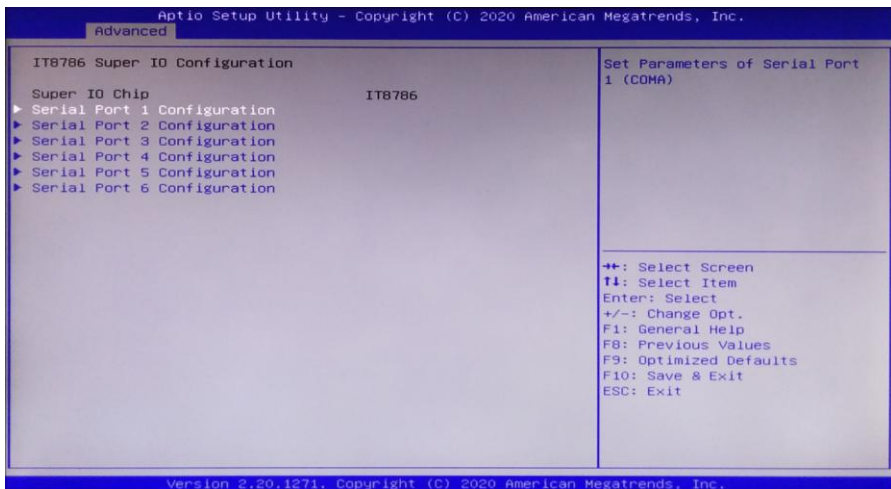 Aptio Setup Utility – Copyright (C) 2020 American Megatrends, Inc.
Advanced
IT8786 Super IO Configuration
Super IO Chip IT8786
▶ Serial Port 1 Configuration
▶ Serial Port 2 Configuration
▶ Serial Port 3 Configuration
▶ Serial Port 4 Configuration
▶ Serial Port 5 Configuration
▶ Serial Port 6 Configuration
Set Parameters of Serial Port
1 (COMA)
→←: Select Screen
↑↓: Select Item
Enter: Select
+/-: Change Opt.
F1: General Help
F8: Previous Values
F9: Optimized Defaults
F10: Save & Exit
ESC: Exit
Version 2.20.1271. Copyright (C) 2020 American Megatrends, Inc.